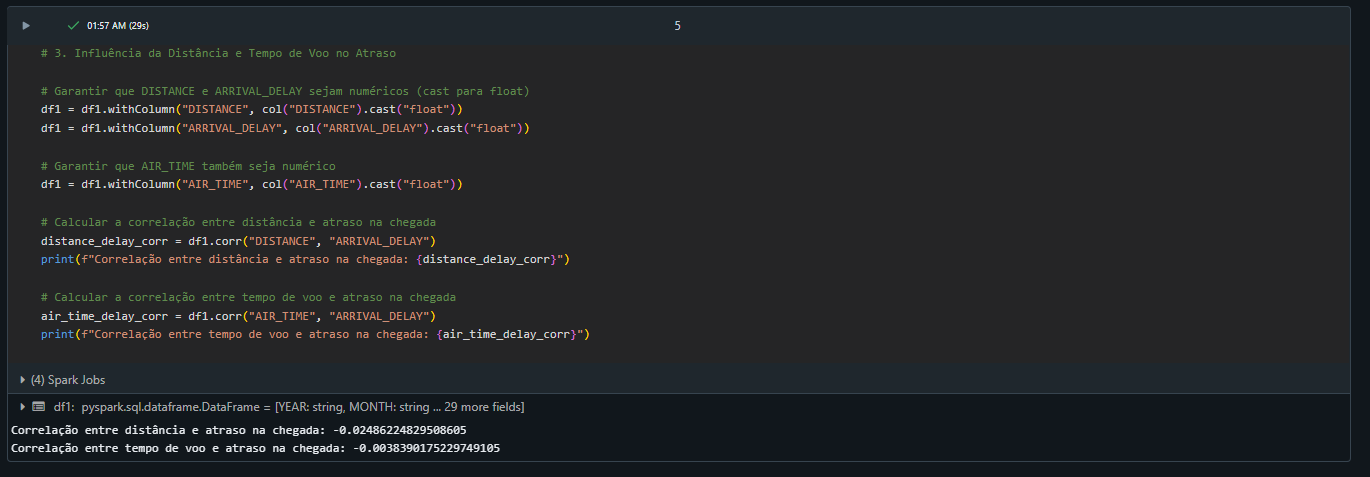 01:57 AM (29s)
5
# 3. Influência da Distância e Tempo de Voo no Atraso
# Garantir que DISTANCE e ARRIVAL_DELAY sejam numéricos (cast para float)
df1 = df1.withColumn("DISTANCE", col("DISTANCE").cast("float"))
df1 = df1.withColumn("ARRIVAL_DELAY", col("ARRIVAL_DELAY").cast("float"))
# Garantir que AIR_TIME também seja numérico
df1 = df1.withColumn("AIR_TIME", col("AIR_TIME").cast("float"))
# Calcular a correlação entre distância e atraso na chegada
distance_delay_corr = df1.corr("DISTANCE", "ARRIVAL_DELAY")
print(f"Correlação entre distância e atraso na chegada: {distance_delay_corr}")
# Calcular a correlação entre tempo de voo e atraso na chegada
air_time_delay_corr = df1.corr("AIR_TIME", "ARRIVAL_DELAY")
print(f"Correlação entre tempo de voo e atraso na chegada: {air_time_delay_corr}")
(4) Spark Jobs
df1: pyspark.sql.dataframe.DataFrame = [YEAR: string, MONTH: string ... 29 more fields]
Correlação entre distância e atraso na chegada: -0.02486224829508605
Correlação entre tempo de voo e atraso na chegada: -0.0038390175229749105